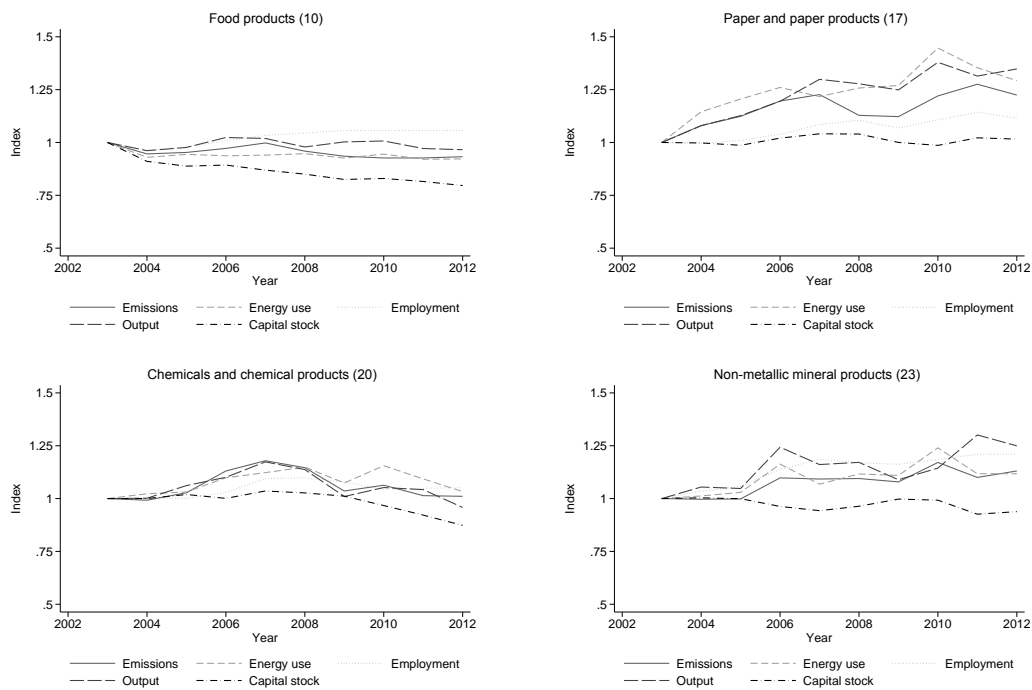 Food products (10)
1.5
1.25
1
.75
.5
Index
2002 2004 2006 2008 2010 2012
Year
Emissions Energy use Employment
Output Capital stock
Paper and paper products (17)
1.5
1.25
1
.75
.5
Index
2002 2004 2006 2008 2010 2012
Year
Emissions Energy use Employment
Output Capital stock
Chemicals and chemical products (20)
1.5
1.25
1
.75
.5
Index
2002 2004 2006 2008 2010 2012
Year
Emissions Energy use Employment
Output Capital stock
Non-metallic mineral products (23)
1.5
1.25
1
.75
.5
Index
2002 2004 2006 2008 2010 2012
Year
Emissions Energy use Employment
Output Capital stock